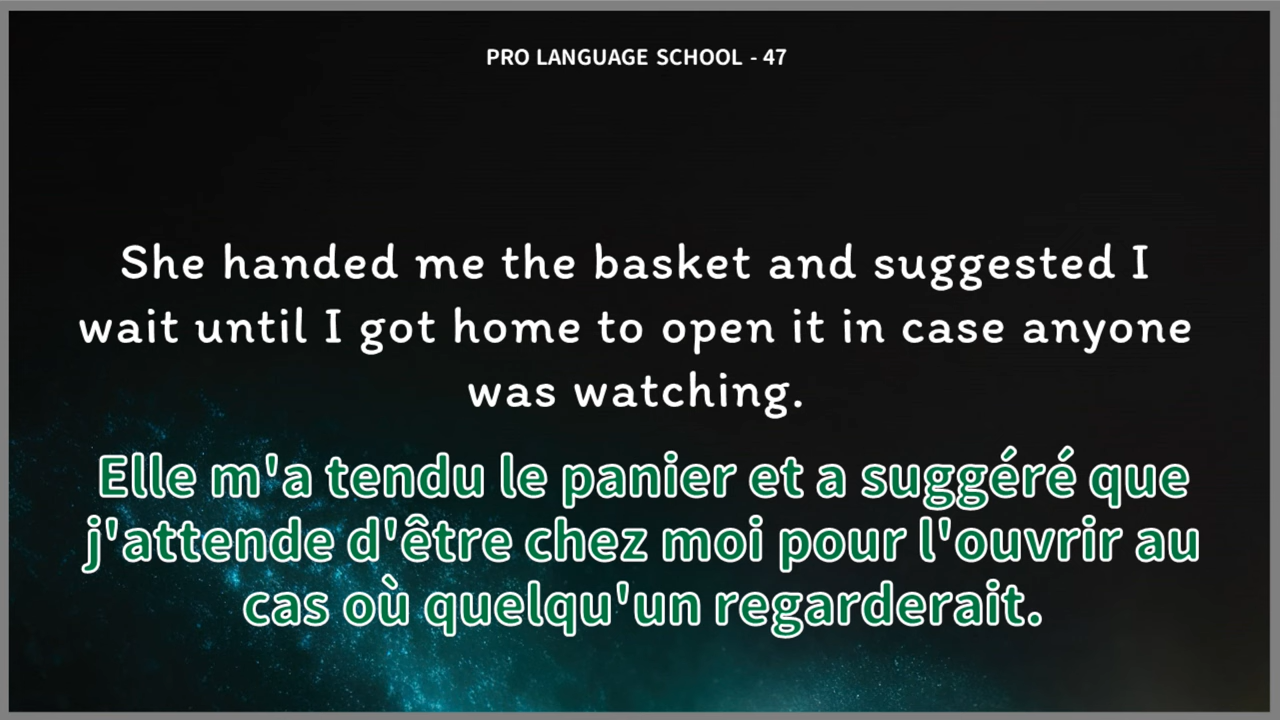 PRO LANGUAGE SCHOOL - 47
She handed me the basket and suggested I
wait until I got home to open it in case anyone
was watching.
Elle m'a tendu le panier et a suggéré que
j'attende d'être chez moi pour l'ouvrir au
cas où quelqu'un regarderait.